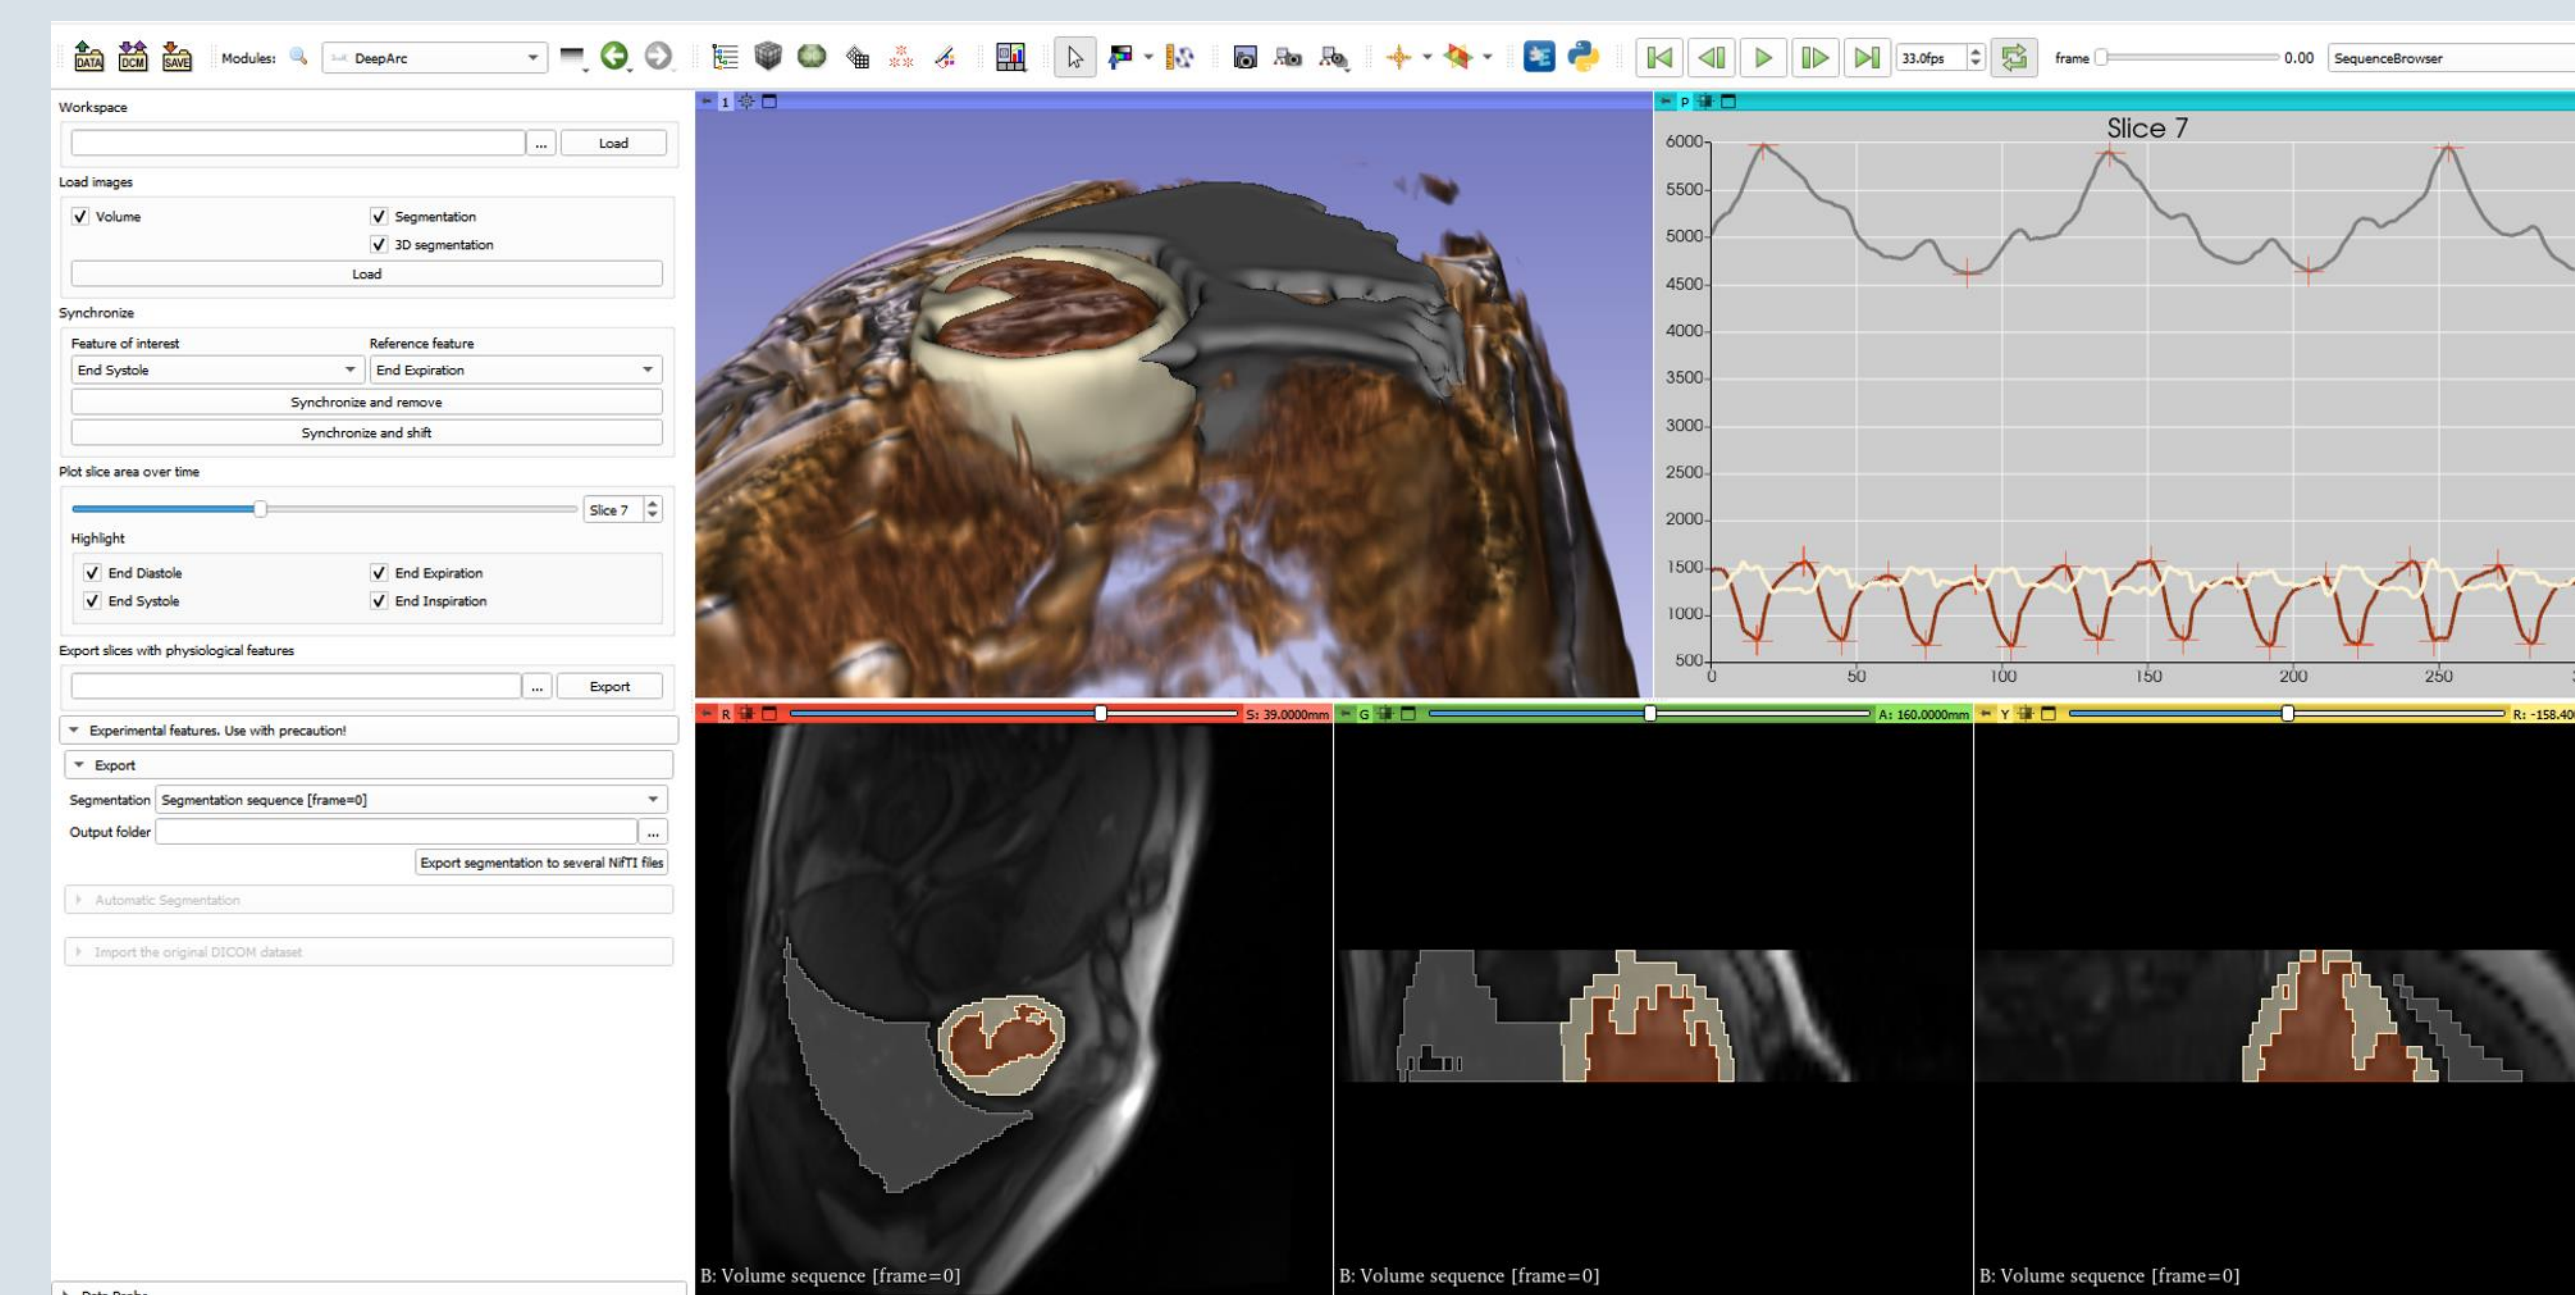 DATA DCM SAVE Modules: DeepArc 33.0fps frame 0.00 SequenceBrowser
Workspace
... Load
Load images
Volume Segmentation
3D segmentation
Load
Synchronize
Feature of interest Reference feature
End Systole End Expiration
Synchronize and remove
Synchronize and shift
Plot slice area over time
Slice 7
Highlight
End Diastole End Expiration
End Systole End Inspiration
Export slices with physiological features
... Export
Experimental features. Use with precaution!
Export
Segmentation Segmentation sequence [frame=0]
Output folder ...
Export segmentation to several NifTI files
Automatic Segmentation
Import the original DICOM dataset
1
P
Slice 7
6000
5500
5000
4500
4000
3500
3000
2500
2000
1500
1000
500
0 50 100 150 200 250
R S: 39.0000mm
G A: 160.0000mm
Y R: -158.40
B: Volume sequence [frame=0]
B: Volume sequence [frame=0]
B: Volume sequence [frame=0]